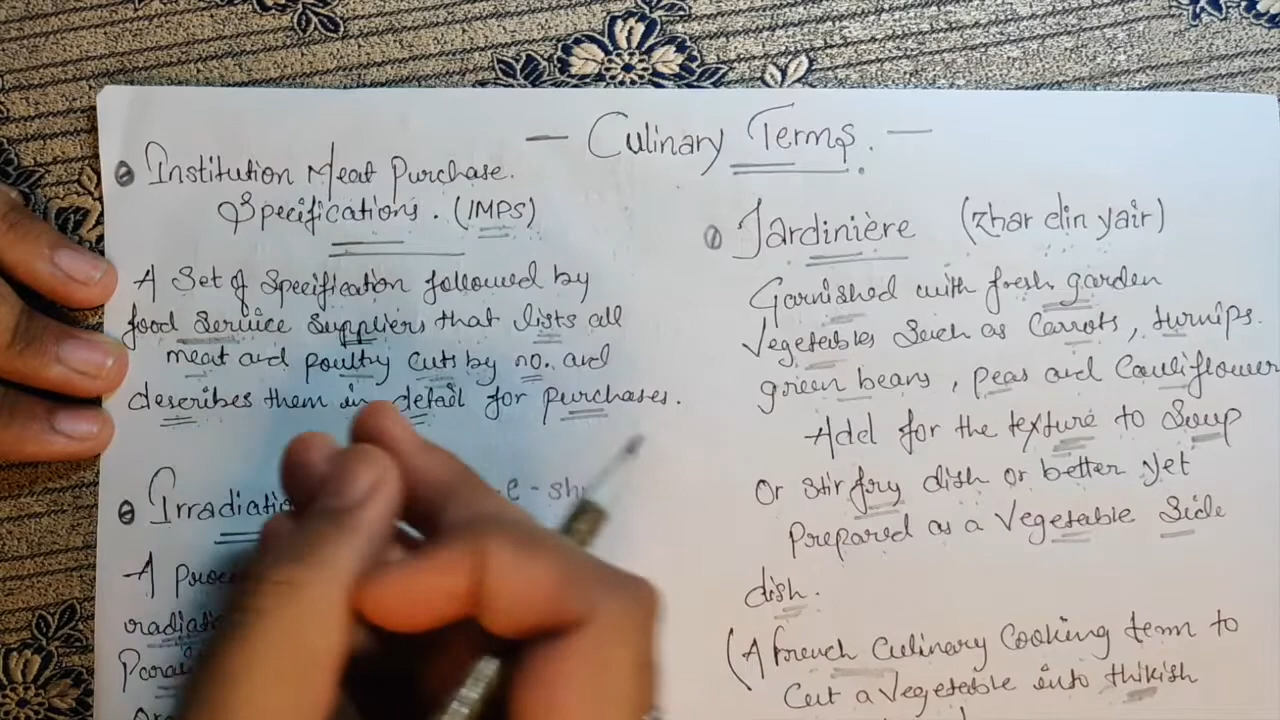 — Culinary Terms. —
Institution Meat Purchase.
Specifications. (IMPS)
A Set of Specification followed by
food Service Suppliers that lists all
meat and poultry cuts by no. and
describes them in detail for purchases.
A
radiati
Jardinière (zhar din yair)
Garnished with fresh garden
Vegetables Such as Carrots, turnips.
green beans, peas and Cauliflower
Add for the texture to Soup
Or Stir fry dish or better yet
Prepared as a Vegetable Side
dish.
(A french Culinary Cooking term to
Cut a Vegetable into thikish